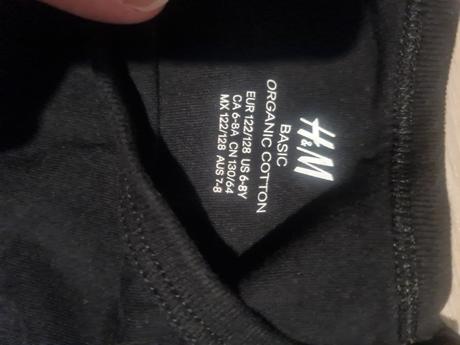 H&M
BASIC
ORGANIC COTTON
EUR 122/128 US 6-8Y
CA 6-8A CN 130/64
MX 122/128 AUS 7-8